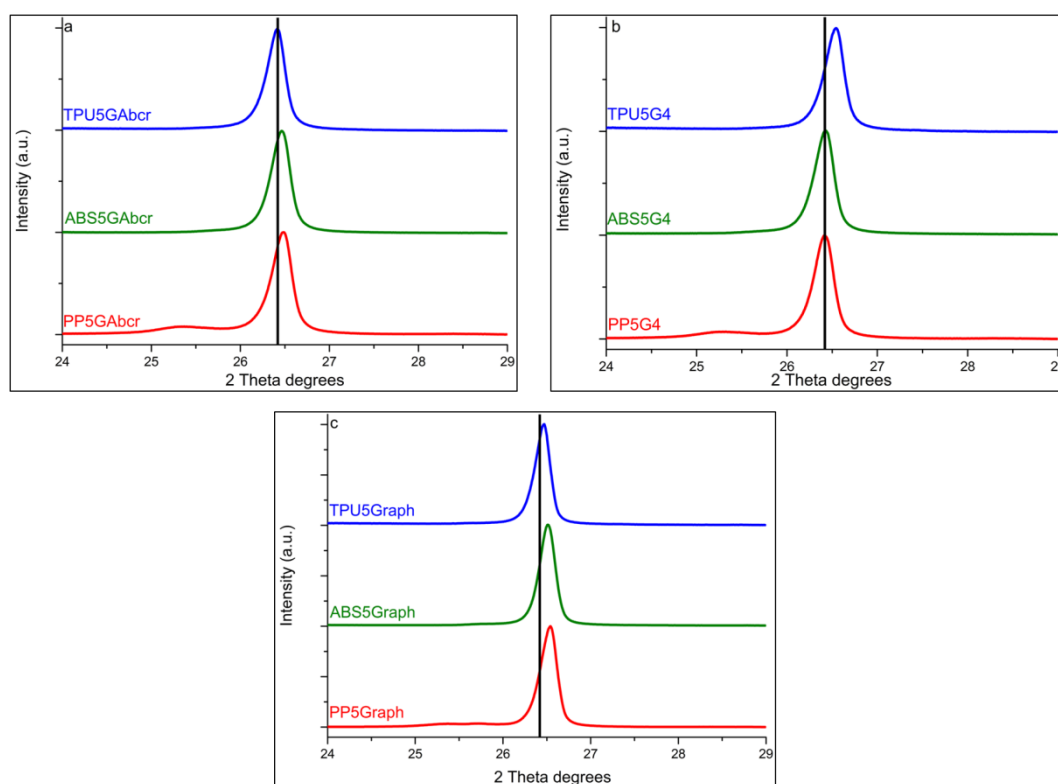 a
TPU5GAbcr
ABS5GAbcr
PP5GAbcr
Intensity (a.u.)
24 25 26 27 28 29
2 Theta degrees
b
TPU5G4
ABS5G4
PP5G4
Intensity (a.u.)
24 25 26 27 28
2 Theta degrees
c
TPU5Graph
ABS5Graph
PP5Graph
Intensity (a.u.)
24 25 26 27 28 29
2 Theta degrees